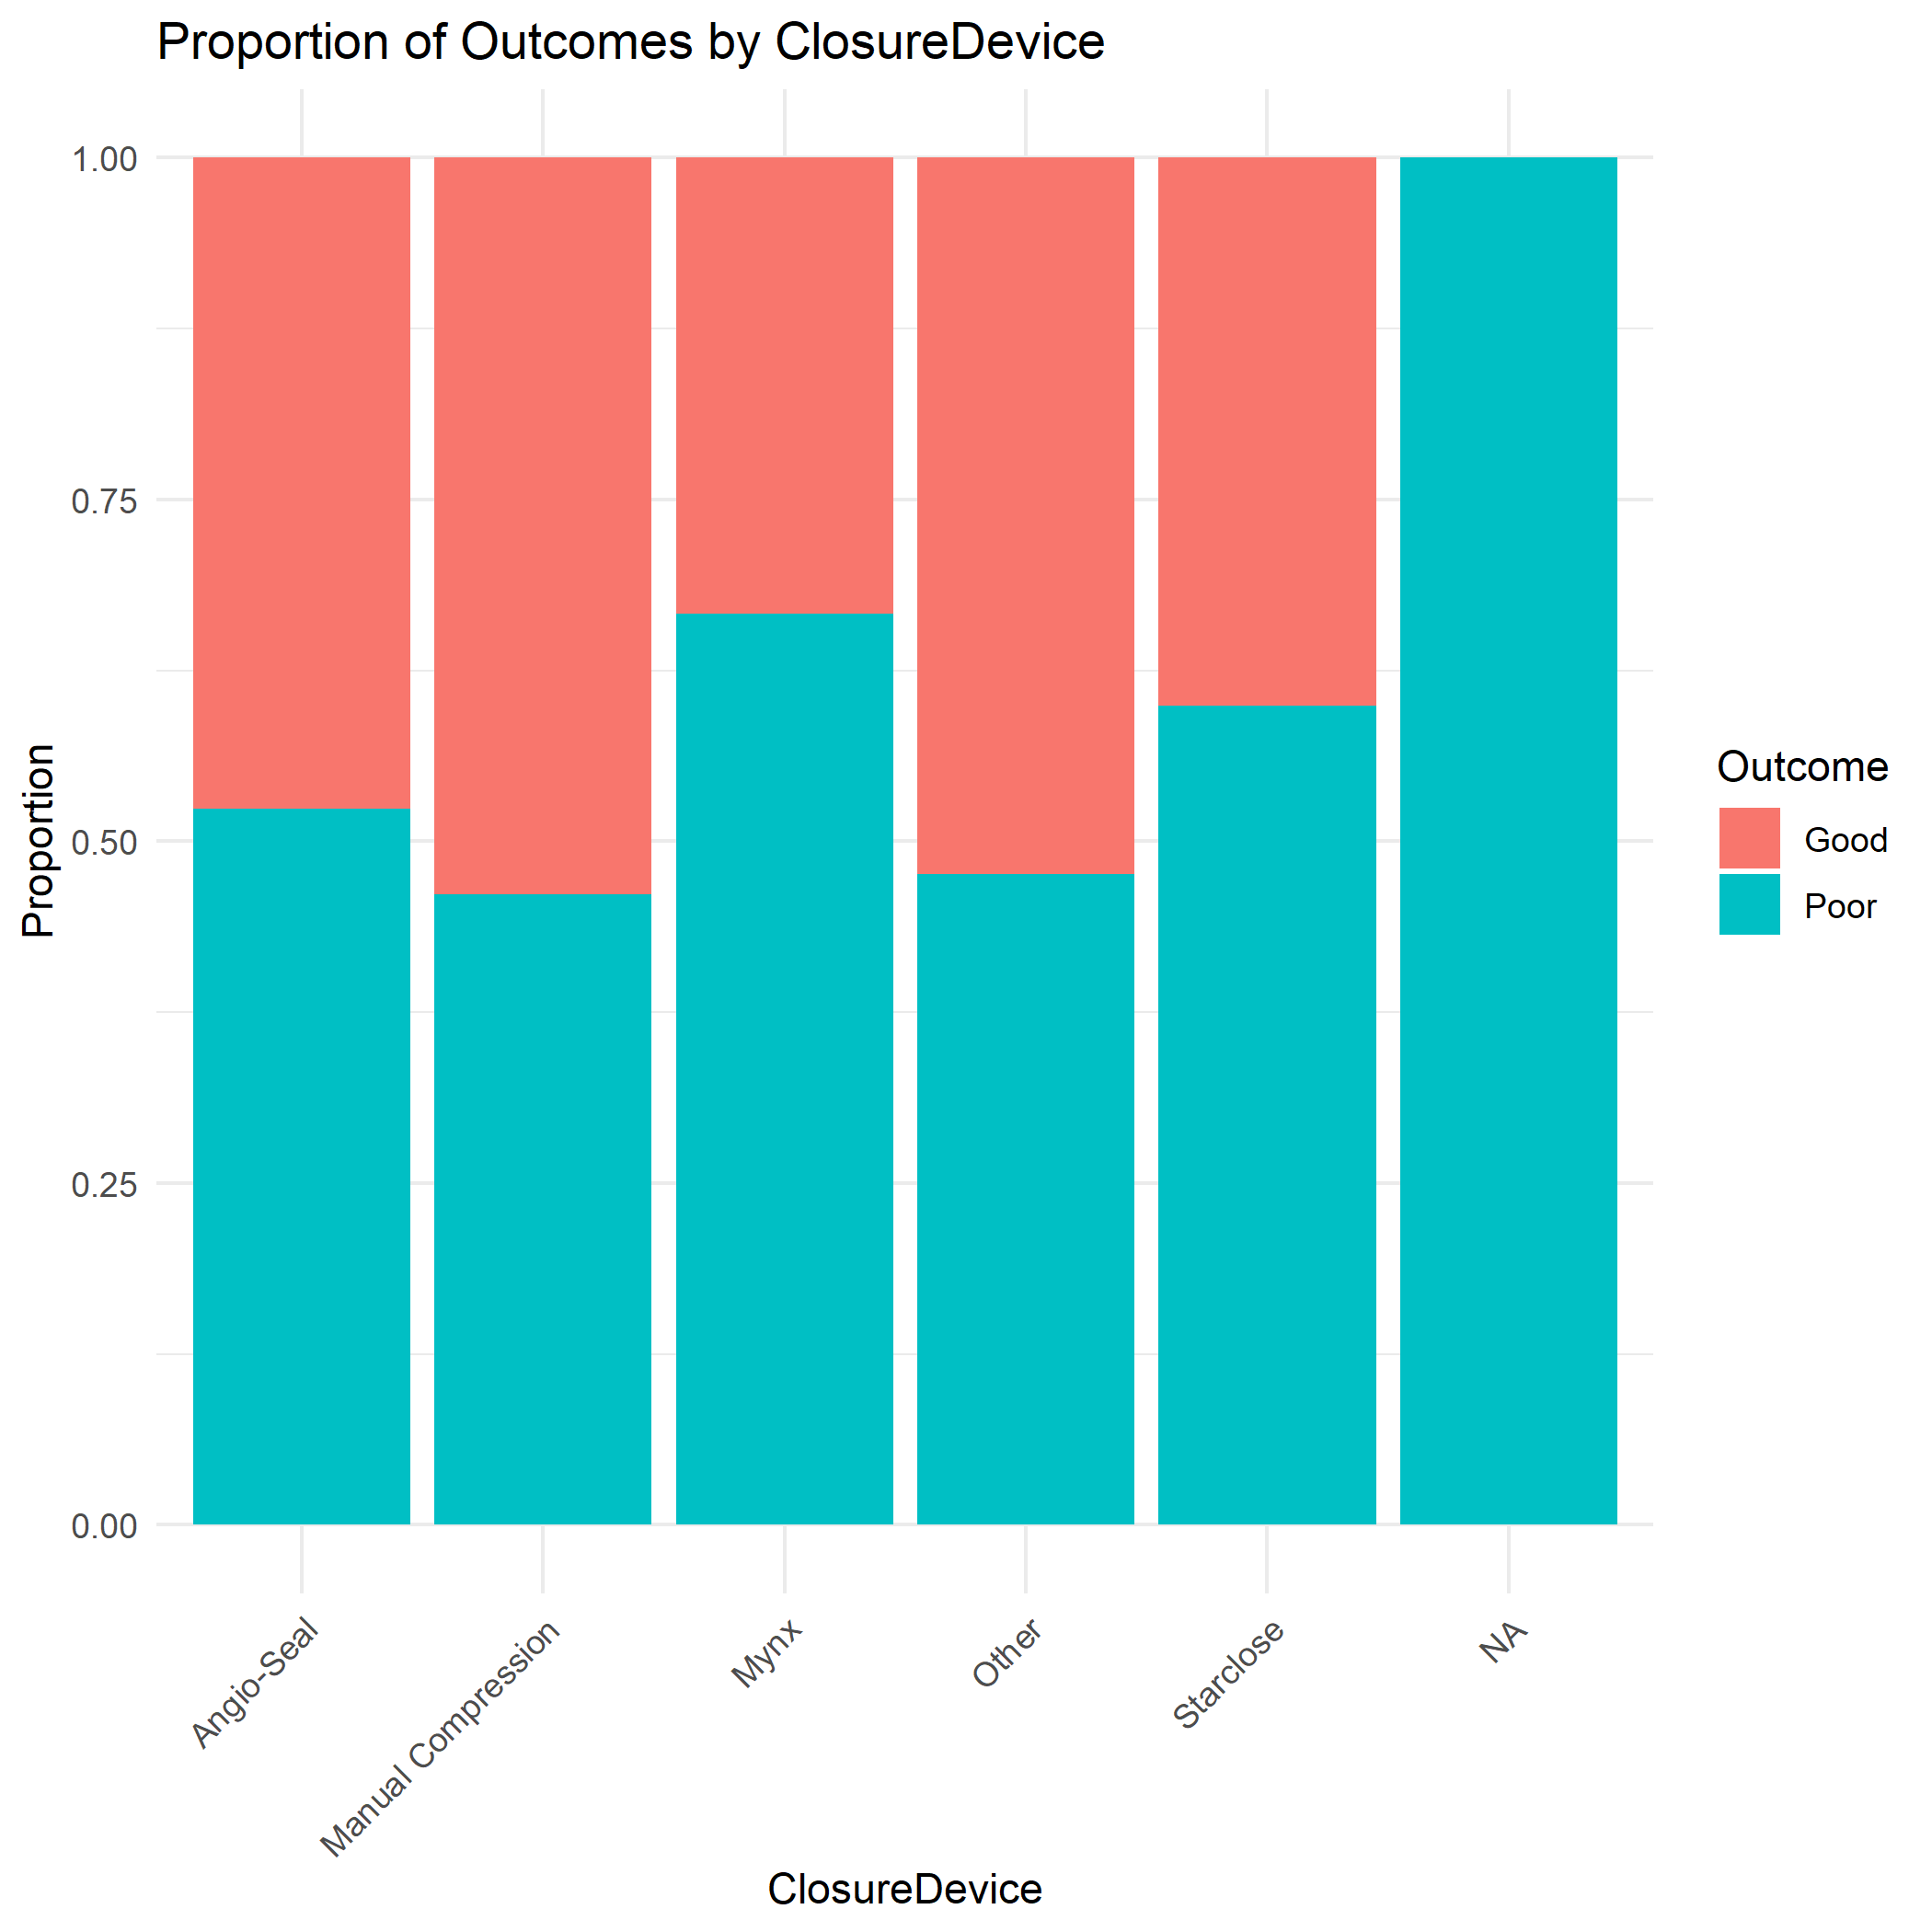 Proportion of Outcomes by ClosureDevice
1.00
0.75
0.50
0.25
0.00
Proportion
Angio-Seal
Manual Compression
Mynx
Other
Starclose
NA
ClosureDevice
Outcome
Good
Poor